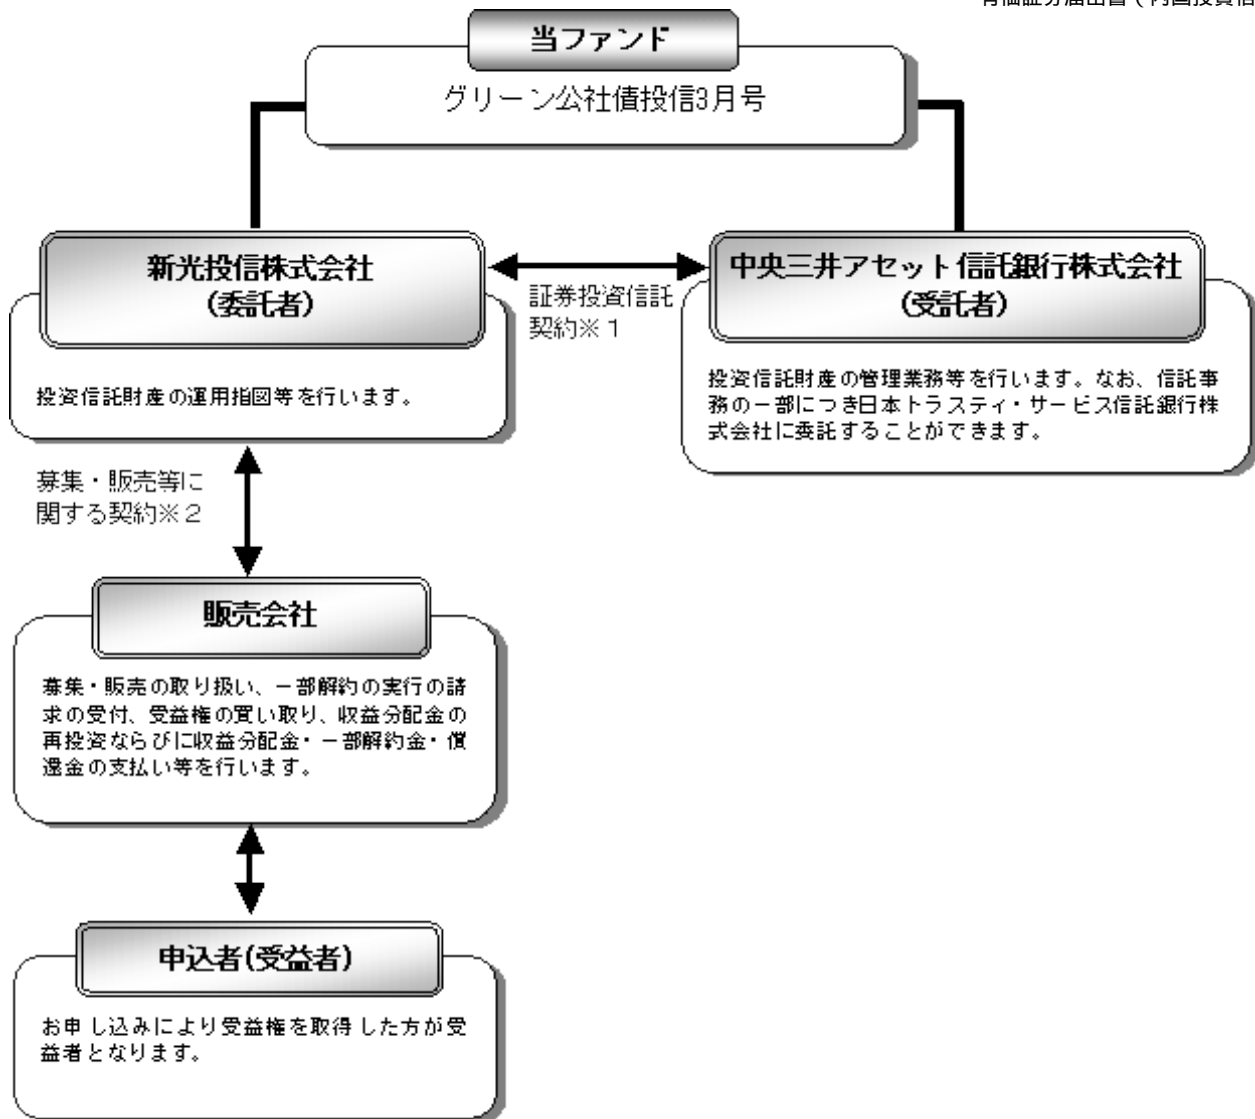 有価証券届出書(内国投資信
当ファンド
グリーン公社債投信3月号
新光投信株式会社
(委託者)
証券投資信託
契約※1
中央三井アセット信託銀行株式会社
(受託者)
投資信託財産の運用指図等を行います。
投資信託財産の管理業務等を行います。なお、信託事
務の一部につき日本トラスティ・サービス信託銀行株
式会社に委託することができます。
募集・販売等に
関する契約※2
販売会社
募集・販売の取り扱い、一部解約の実行の請
求の受付、受益権の買い取り、収益分配金の
再投資ならびに収益分配金・一部解約金・償
還金の支払い等を行います。
申込者(受益者)
お申し込みにより受益権を取得した方が受
益者となります。